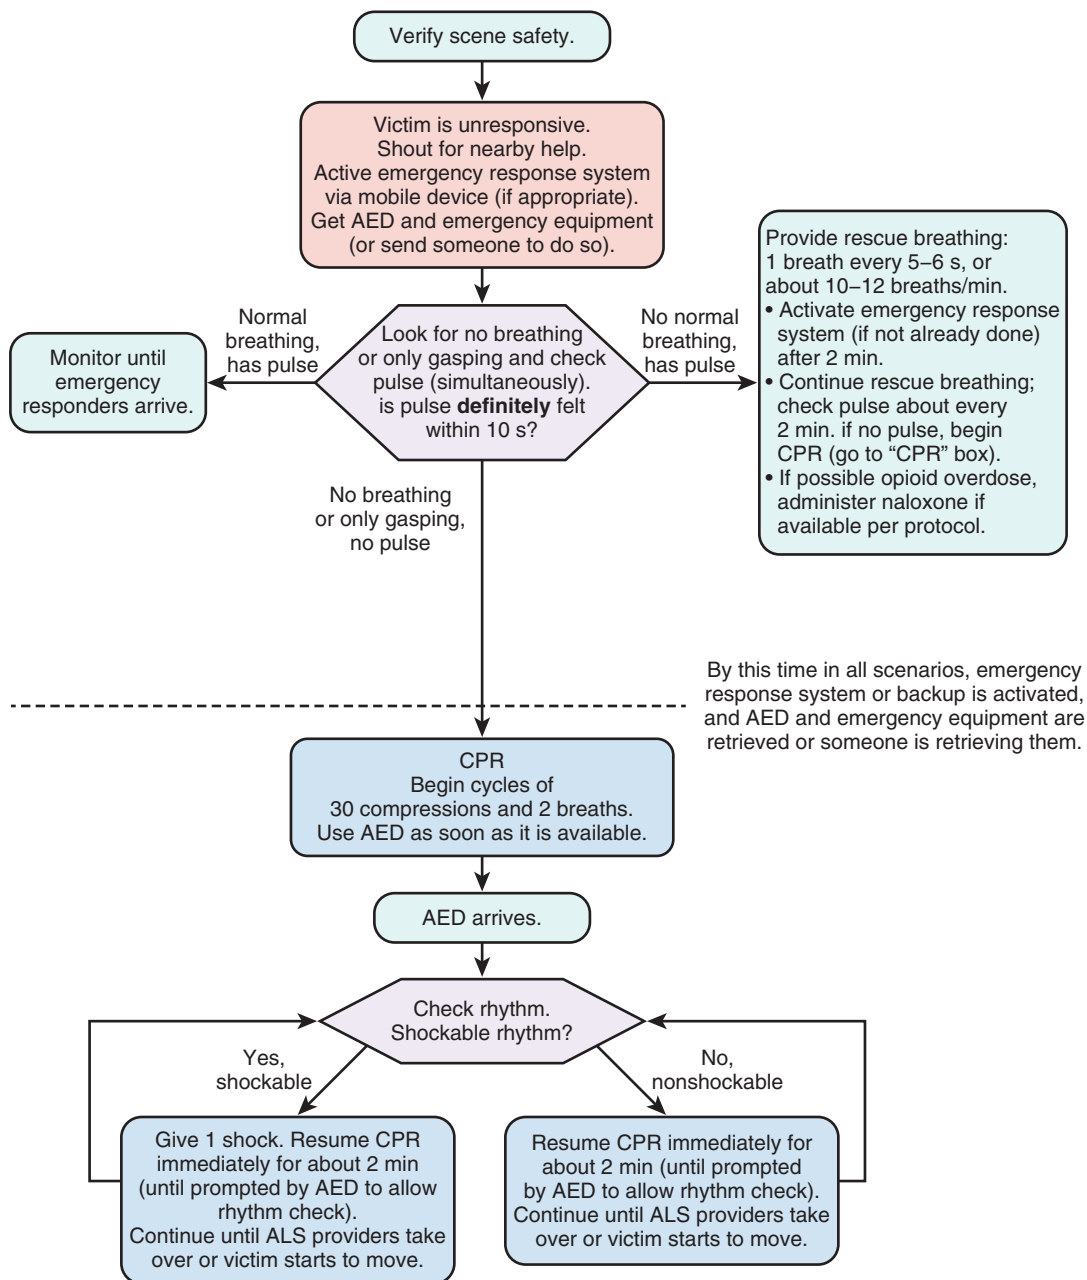 Verify scene safety.
Victim is unresponsive.
Shout for nearby help.
Active emergency response system
via mobile device (if appropriate).
Get AED and emergency equipment
(or send someone to do so).
Normal
breathing,
has pulse
Monitor until
emergency
responders arrive.
Look for no breathing
or only gasping and check
pulse (simultaneously).
is pulse definitely felt
within 10 s?
No normal
breathing,
has pulse
Provide rescue breathing:
1 breath every 5–6 s, or
about 10–12 breaths/min.
• Activate emergency response
system (if not already done)
after 2 min.
• Continue rescue breathing;
check pulse about every
2 min. if no pulse, begin
CPR (go to “CPR” box).
• If possible opioid overdose,
administer naloxone if
available per protocol.
No breathing
or only gasping,
no pulse
By this time in all scenarios, emergency
response system or backup is activated,
and AED and emergency equipment are
retrieved or someone is retrieving them.
CPR
Begin cycles of
30 compressions and 2 breaths.
Use AED as soon as it is available.
AED arrives.
Check rhythm.
Shockable rhythm?
Yes,
shockable
No,
nonshockable
Give 1 shock. Resume CPR
immediately for about 2 min
(until prompted by AED to allow
rhythm check).
Continue until ALS providers take
over or victim starts to move.
Resume CPR immediately for
about 2 min (until prompted
by AED to allow rhythm check).
Continue until ALS providers take
over or victim starts to move.